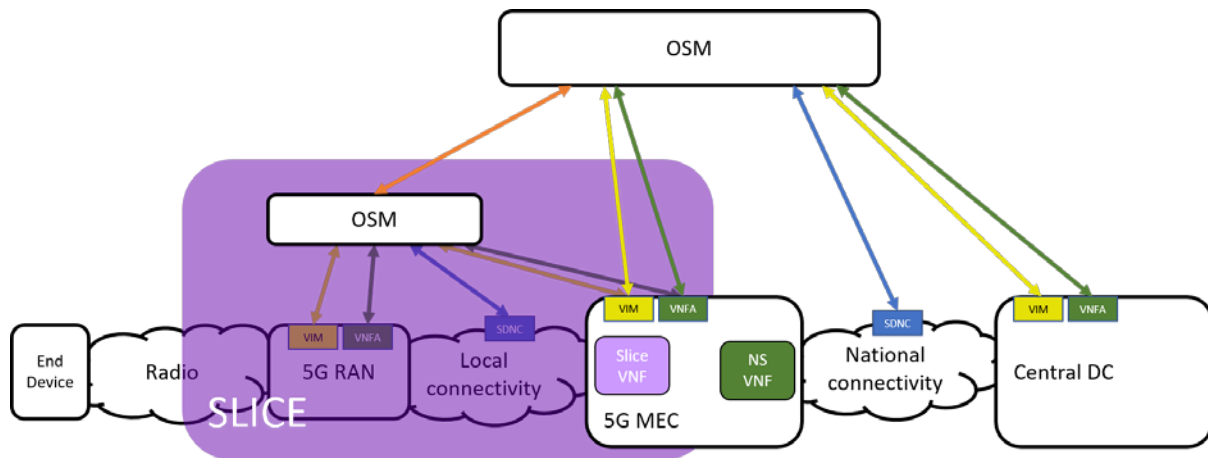 OSM
OSM
VIM
VNFA
SDNC
VIM
VNFA
SDNC
VIM
VNFA
End
Device
Radio
5G RAN
Local
connectivity
Slice
VNF
NS
VNF
5G MEC
National
connectivity
Central DC
SLICE